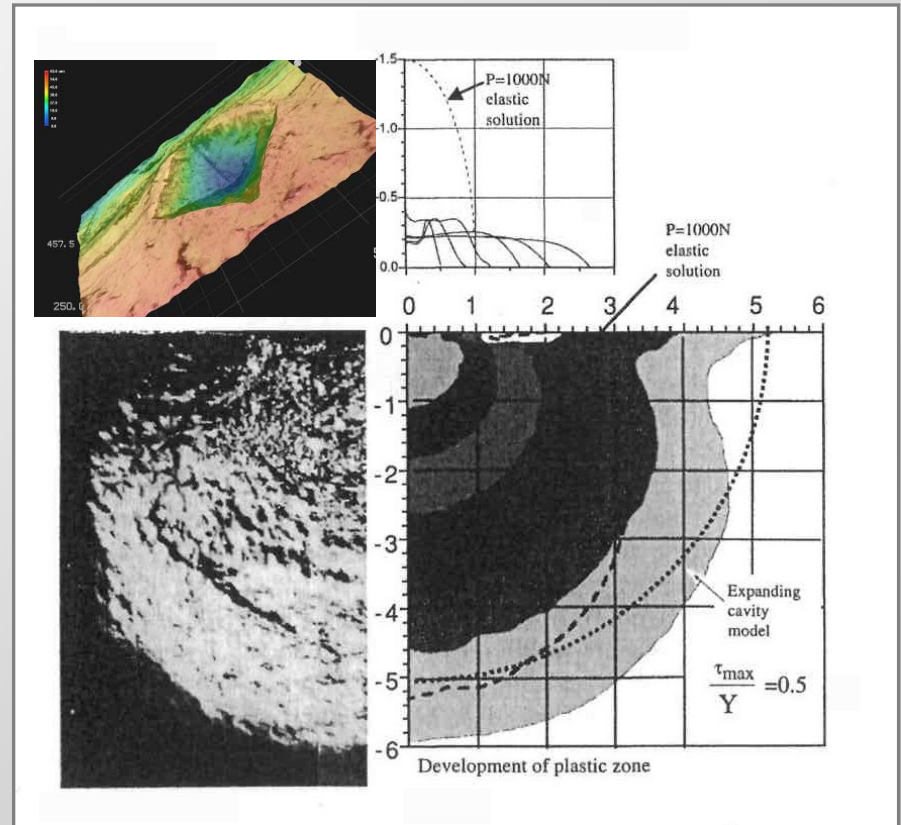 457.5
250.
-1.5
-1.0
-0.5
0.0
P=1000N
elastic
solution
0 1 2 3
P=1000N
elastic
solution
4 5 6
0
-1
-2
-3
-4
-5
-6
Expanding
cavity
model
τmax
Y
=0.5
Development of plastic zone